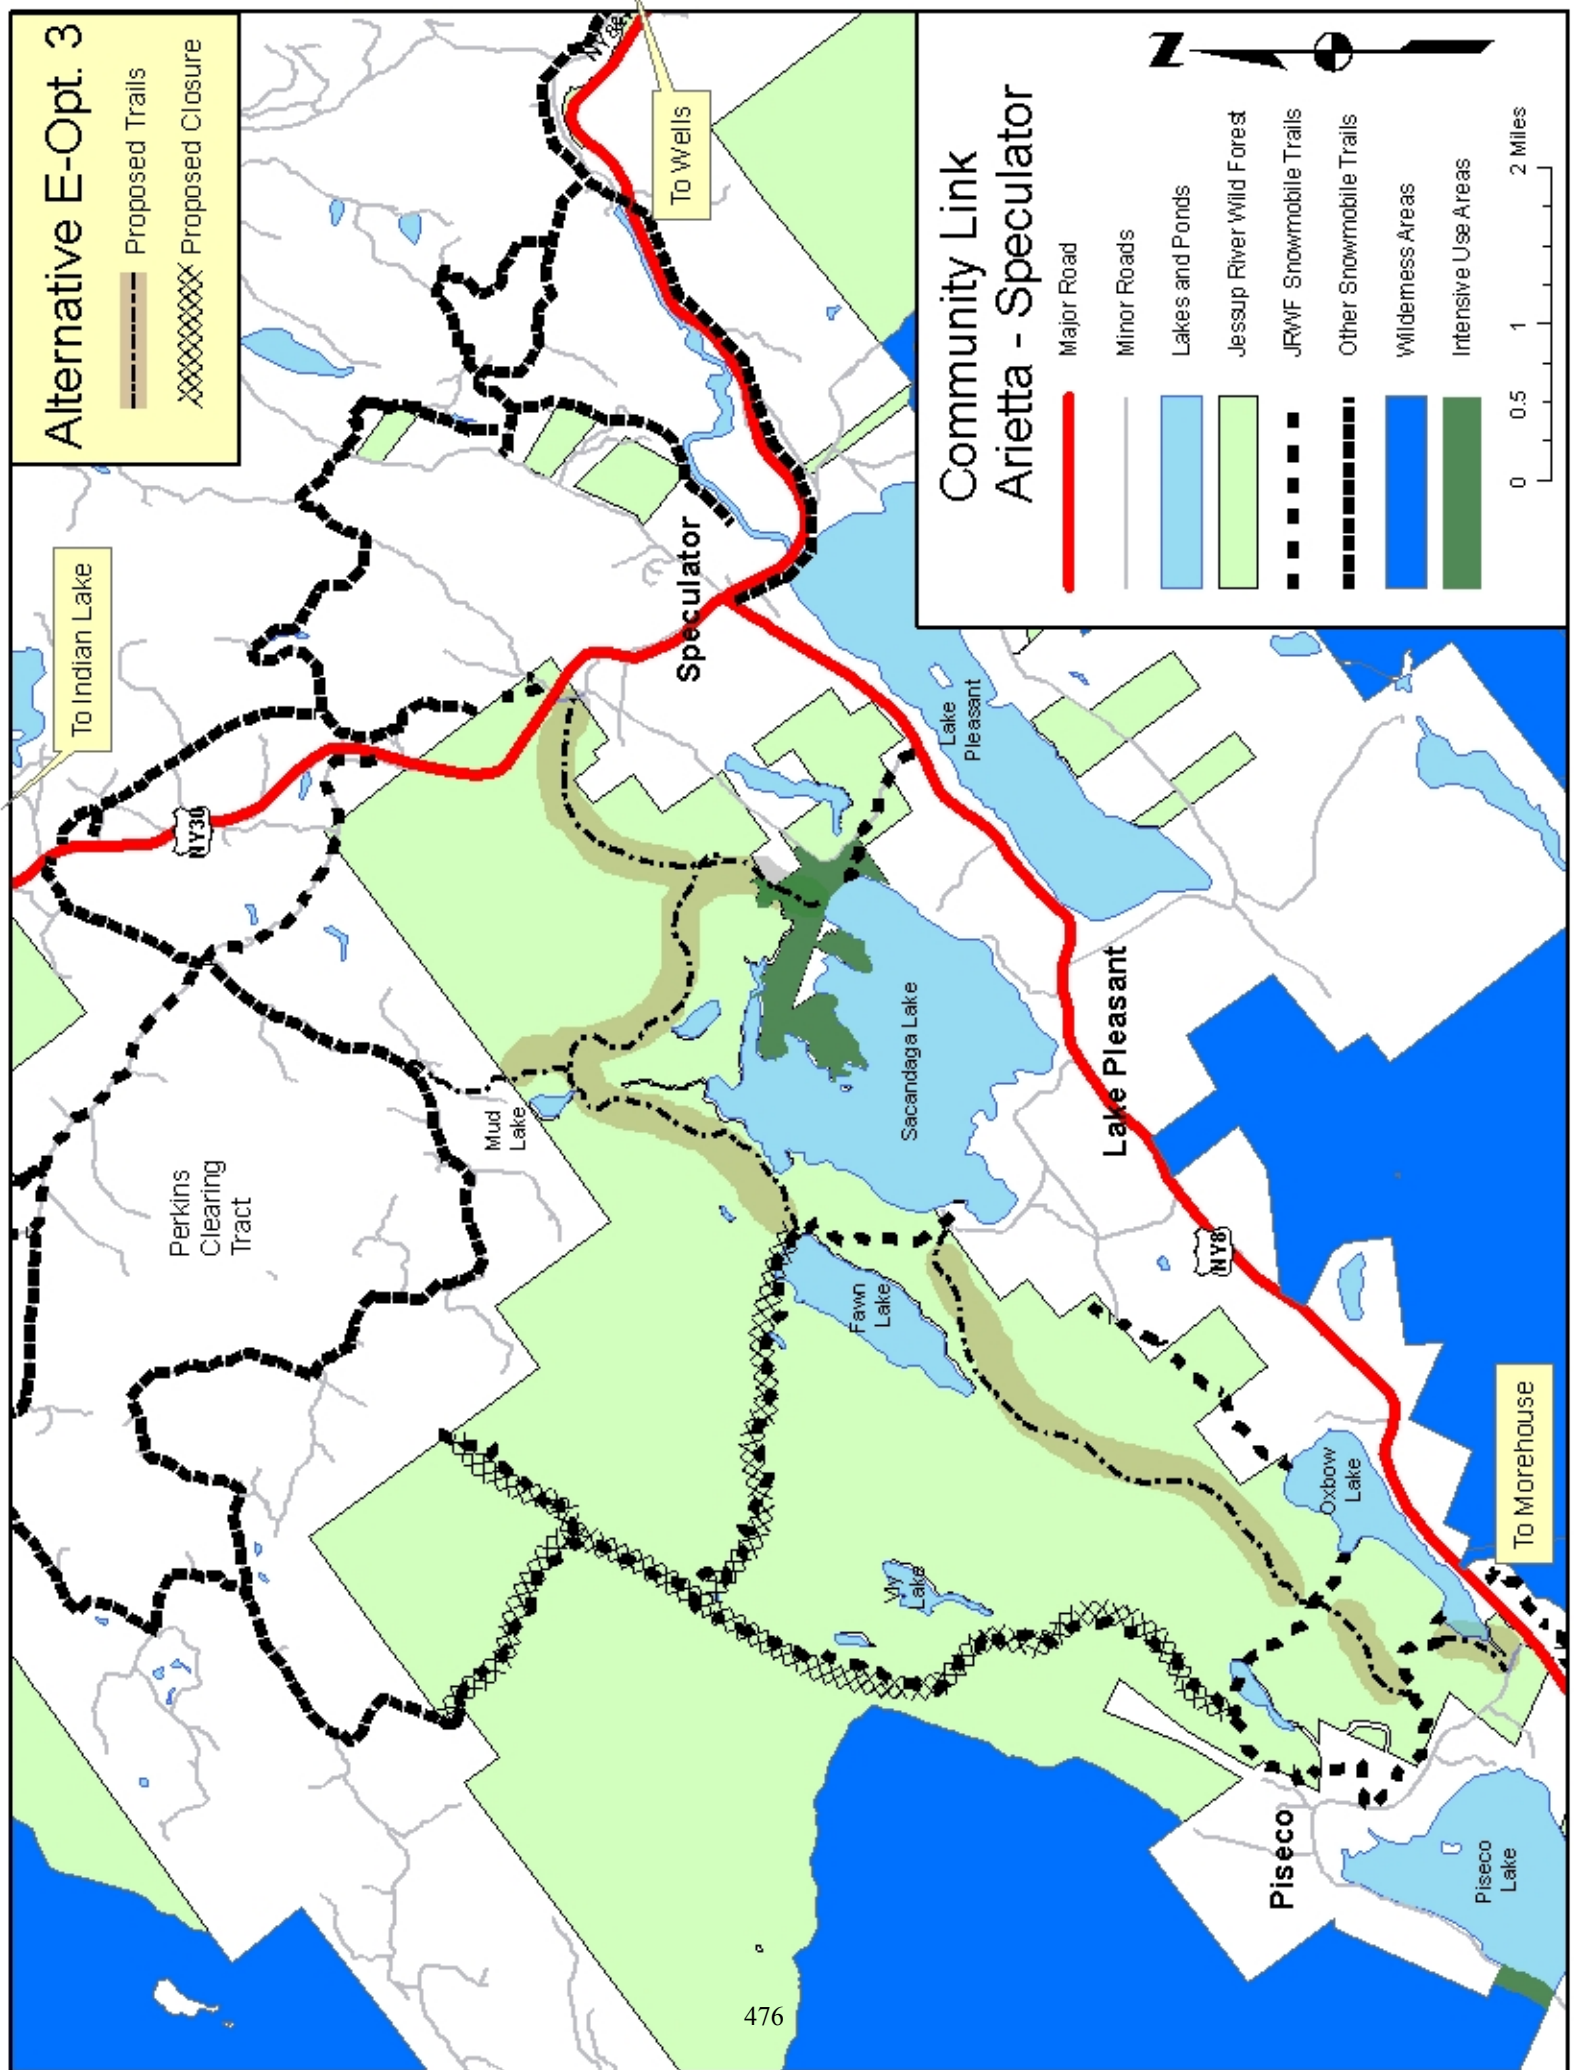 Alternative E-Opt. 3
Proposed Trails
Proposed Closure
To Indian Lake
To Wells
NY30
NY30
Speculator
Perkins
Clearing
Tract
Mud
Lake
Lake
Pleasant
Sacandaga Lake
Fawn
Lake
Lake Pleasant
NY8
Vly
Lake
Oxbow
Lake
To Morehouse
Piseco
Piseco
Lake
Community Link
Arietta - Speculator
Major Road
Minor Roads
Lakes and Ponds
Jessup River Wild Forest
JRWF Snowmobile Trails
Other Snowmobile Trails
Wilderness Areas
Intensive Use Areas
0 0.5 1 2 Miles
N
476